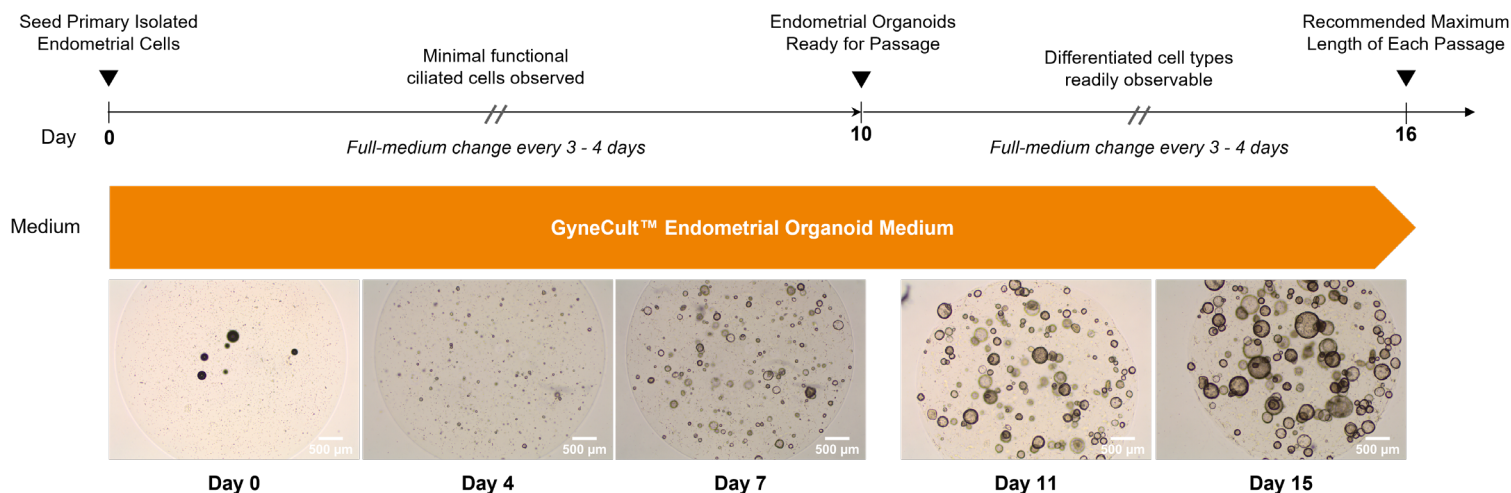 Seed Primary Isolated
Endometrial Cells
Minimal functional
ciliated cells observed
Endometrial Organoids
Ready for Passage
Differentiated cell types
readily observable
Recommended Maximum
Length of Each Passage
Day
0
10
16
Full-medium change every 3 - 4 days
Full-medium change every 3 - 4 days
Medium
GyneCult™ Endometrial Organoid Medium
500 µm
500 µm
500 µm
500 µm
500 µm
Day 0
Day 4
Day 7
Day 11
Day 15